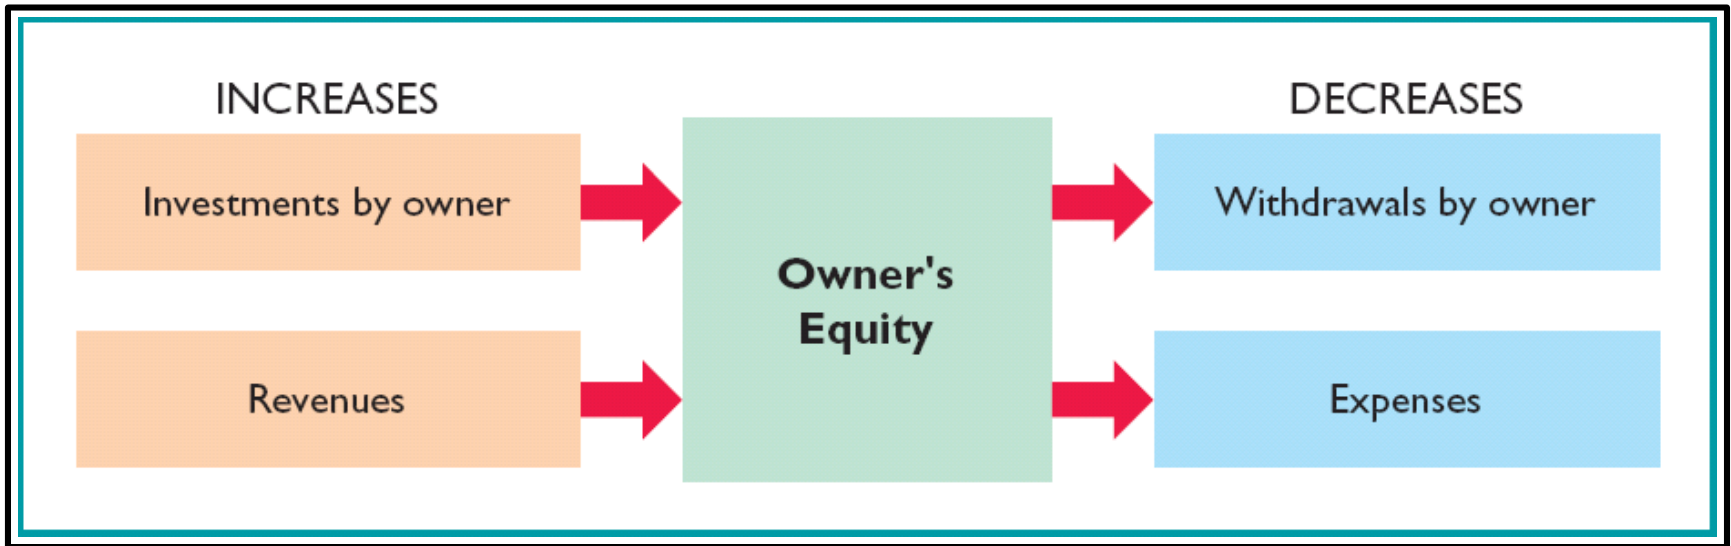 INCREASES
DECREASES
Investments by owner
Withdrawals by owner
Owner's
Equity
Revenues
Expenses